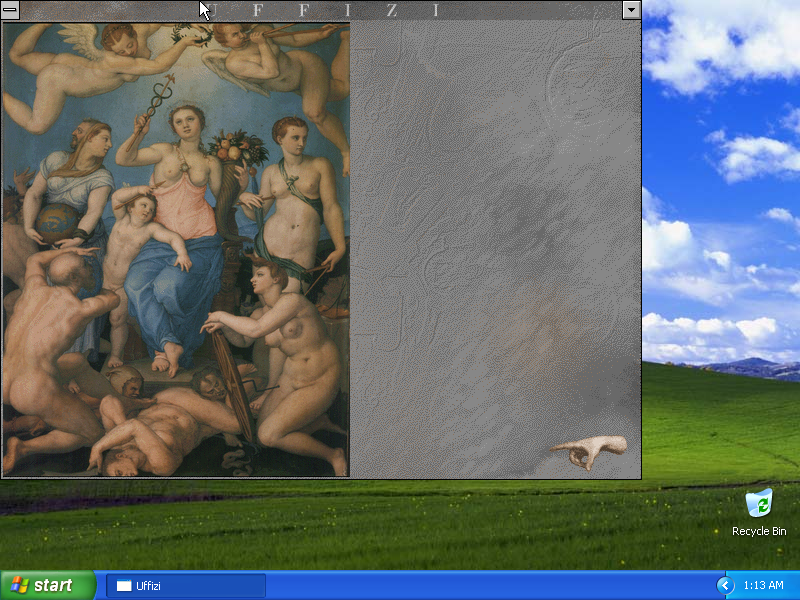 U F F I Z I
Recycle Bin
start
Uffizi
1:13 AM